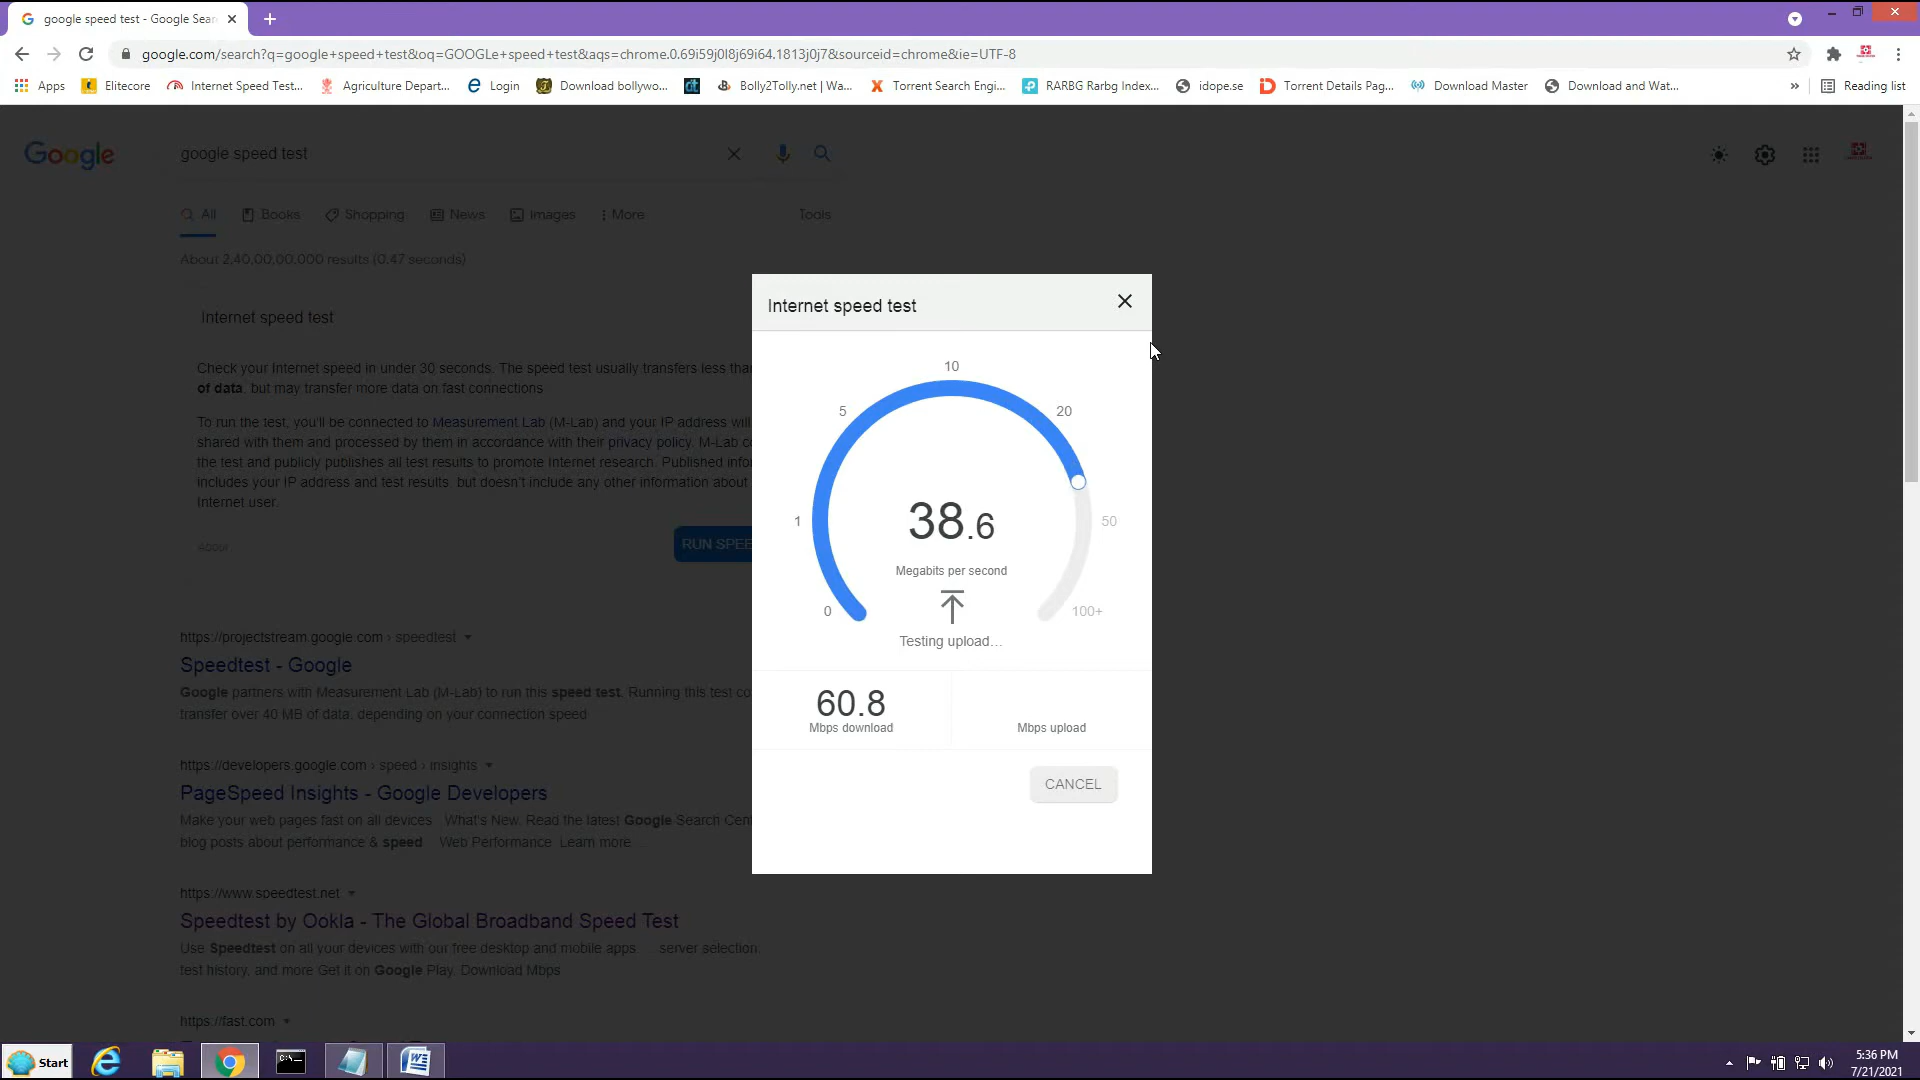 google speed test - Google Sear
google.com/search?q=google+speed+test&oq=GOOGLe+speed+test&aqs=chrome.0.69i59j0l8j69i64.1813j0j7&sourceid=chrome&ie=UTF-8
Apps Elitecore Internet Speed Test... Agriculture Depart... Login Download bollywo... Bolly2Tolly.net | Wa... Torrent Search Engi... RARBG Rarbg Index... idope.se Torrent Details Pag... Download Master Download and Wat... » Reading list
Google google speed test
All Books Shopping News Images More Tools
About 2,40,00,00,000 results (0.47 seconds)
Internet speed test
Check your Internet speed in under 30 seconds. The speed test usually transfers less tha
of data, but may transfer more data on fast connections
To run the test, you'll be connected to Measurement Lab (M-Lab) and your IP address will
shared with them and processed by them in accordance with their privacy policy. M-Lab co
the test and publicly publishes all test results to promote Internet research. Published info
includes your IP address and test results, but doesn't include any other information about
Internet user.
About
RUN SPEE
https://projectstream.google.com › speedtest
Speedtest - Google
Google partners with Measurement Lab (M-Lab) to run this speed test. Running this test co
transfer over 40 MB of data, depending on your connection speed
https://developers.google.com › speed › insights
PageSpeed Insights - Google Developers
Make your web pages fast on all devices What's New. Read the latest Google Search Cent
blog posts about performance & speed Web Performance. Learn more.
https://www.speedtest.net
Speedtest by Ookla - The Global Broadband Speed Test
Use Speedtest on all your devices with our free desktop and mobile apps ... server selection,
test history, and more Get it on Google Play. Download Mbps
https://fast.com
Internet speed test
10
5 20
1 50
0 100+
38.6
Megabits per second
Testing upload...
60.8
Mbps download Mbps upload
CANCEL
Start
5:36 PM
7/21/2021